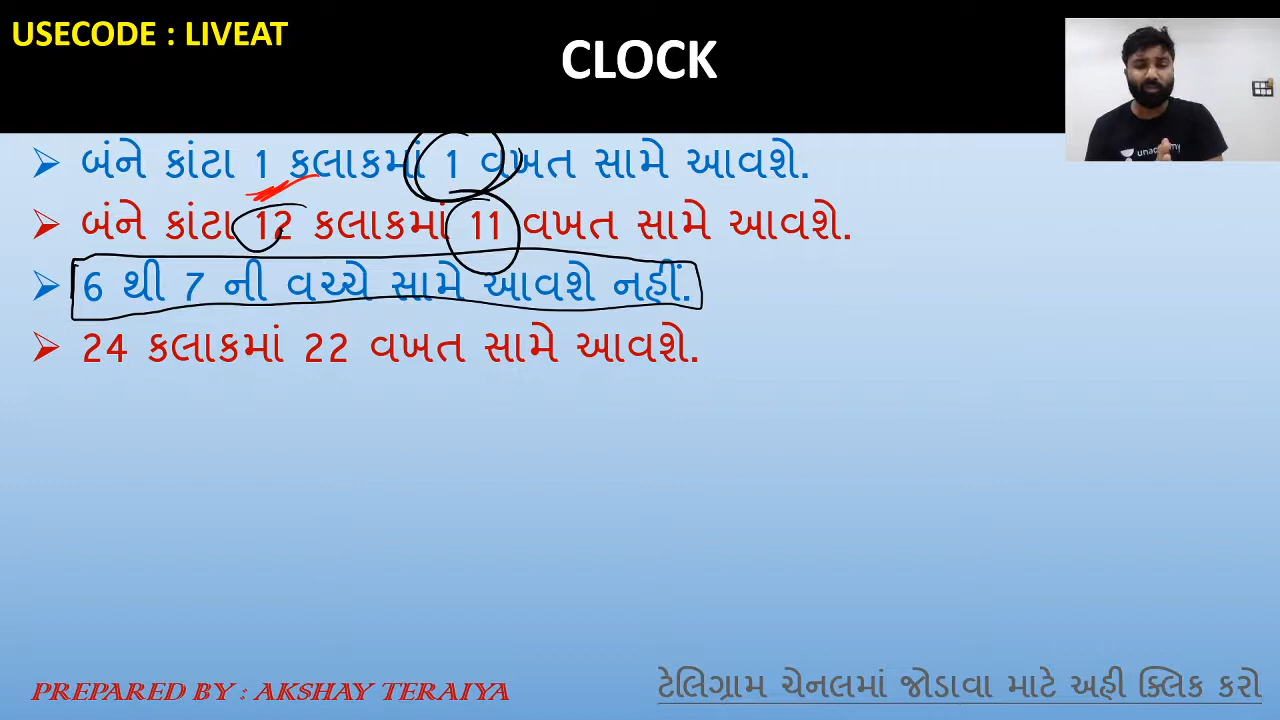 USECODE : LIVEAT
CLOCK
unacademy
બંને કાંટા 1 કલાકમાં 1 વખત સામે આવશે.
બંને કાંટા 12 કલાકમાં 11 વખત સામે આવશે.
6 થી 7 ની વચ્ચે સામે આવશે નહીં.
24 કલાકમાં 22 વખત સામે આવશે.
PREPARED BY : AKSHAY TERAIYA
ટેલિગ્રામ ચેનલમાં જોડાવા માટે અહી ક્લિક કરો